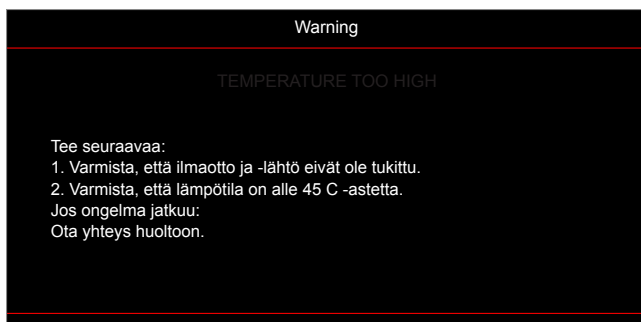 Warning
TEMPERATURE TOO HIGH
Tee seuraavaa:
1. Varmista, että ilmaotto ja -lähtö eivät ole tukittu.
2. Varmista, että lämpötila on alle 45 C -astetta.
Jos ongelma jatkuu:
Ota yhteys huoltoon.